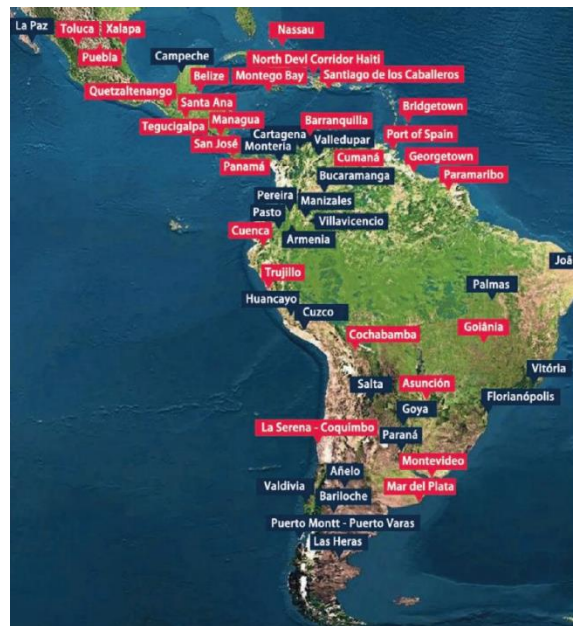 La Paz
Toluca
Xalapa
Nassau
Puebla
Campeche
North Devl Corridor Haiti
Belize
Montego Bay
Santiago de los Caballeros
Quetzaltenango
Santa Ana
Bridgetown
Tegucigalpa
Managua
Barranquilla
Cartagena
Valledupar
Port of Spain
San José
Montería
Cumaná
Georgetown
Panamá
Bucaramanga
Paramaribo
Pereira
Manizales
Pasto
Villavicencio
Cuenca
Armenia
Joã
Trujillo
Palmas
Huancayo
Cuzco
Cochabamba
Goiânia
Vitória
Salta
Asunción
Florianópolis
Goya
La Serena - Coquimbo
Paraná
Montevideo
Añelo
Valdivia
Mar del Plata
Bariloche
Puerto Montt - Puerto Varas
Las Heras